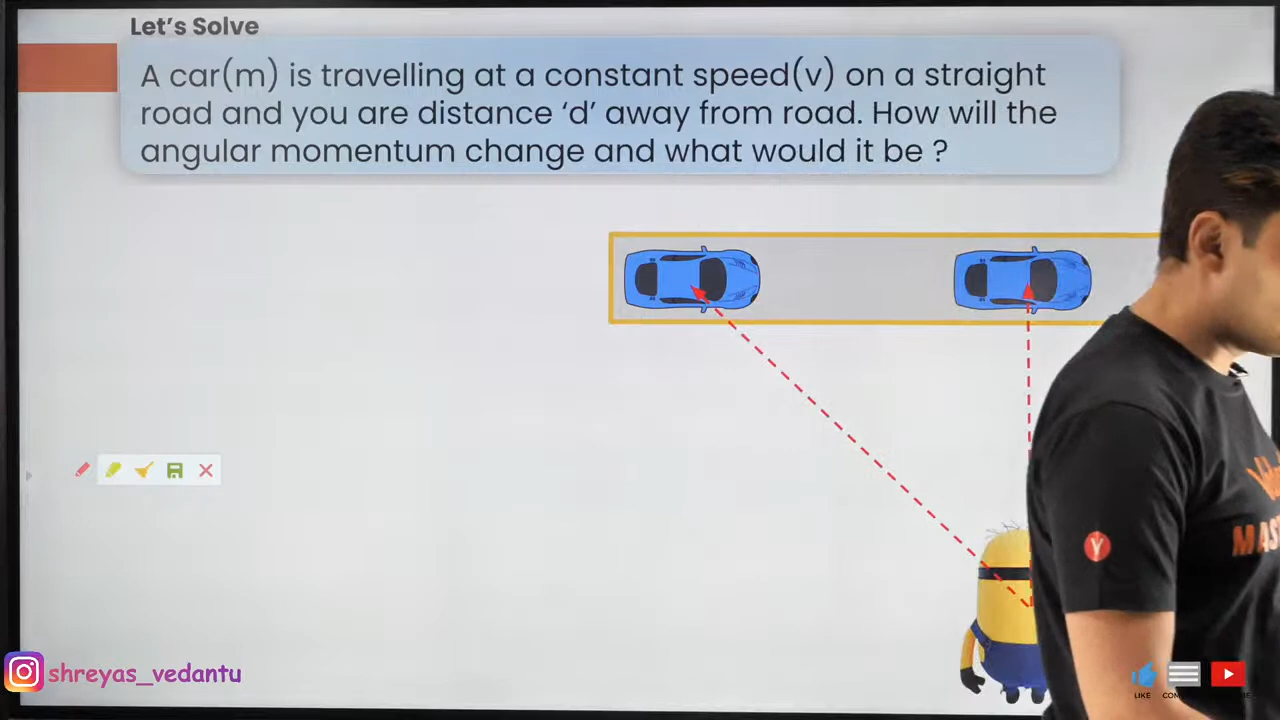 Let's Solve
A car(m) is travelling at a constant speed(v) on a straight
road and you are distance ‘d’ away from road. How will the
angular momentum change and what would it be ?
shreyas_vedantu
LIKE